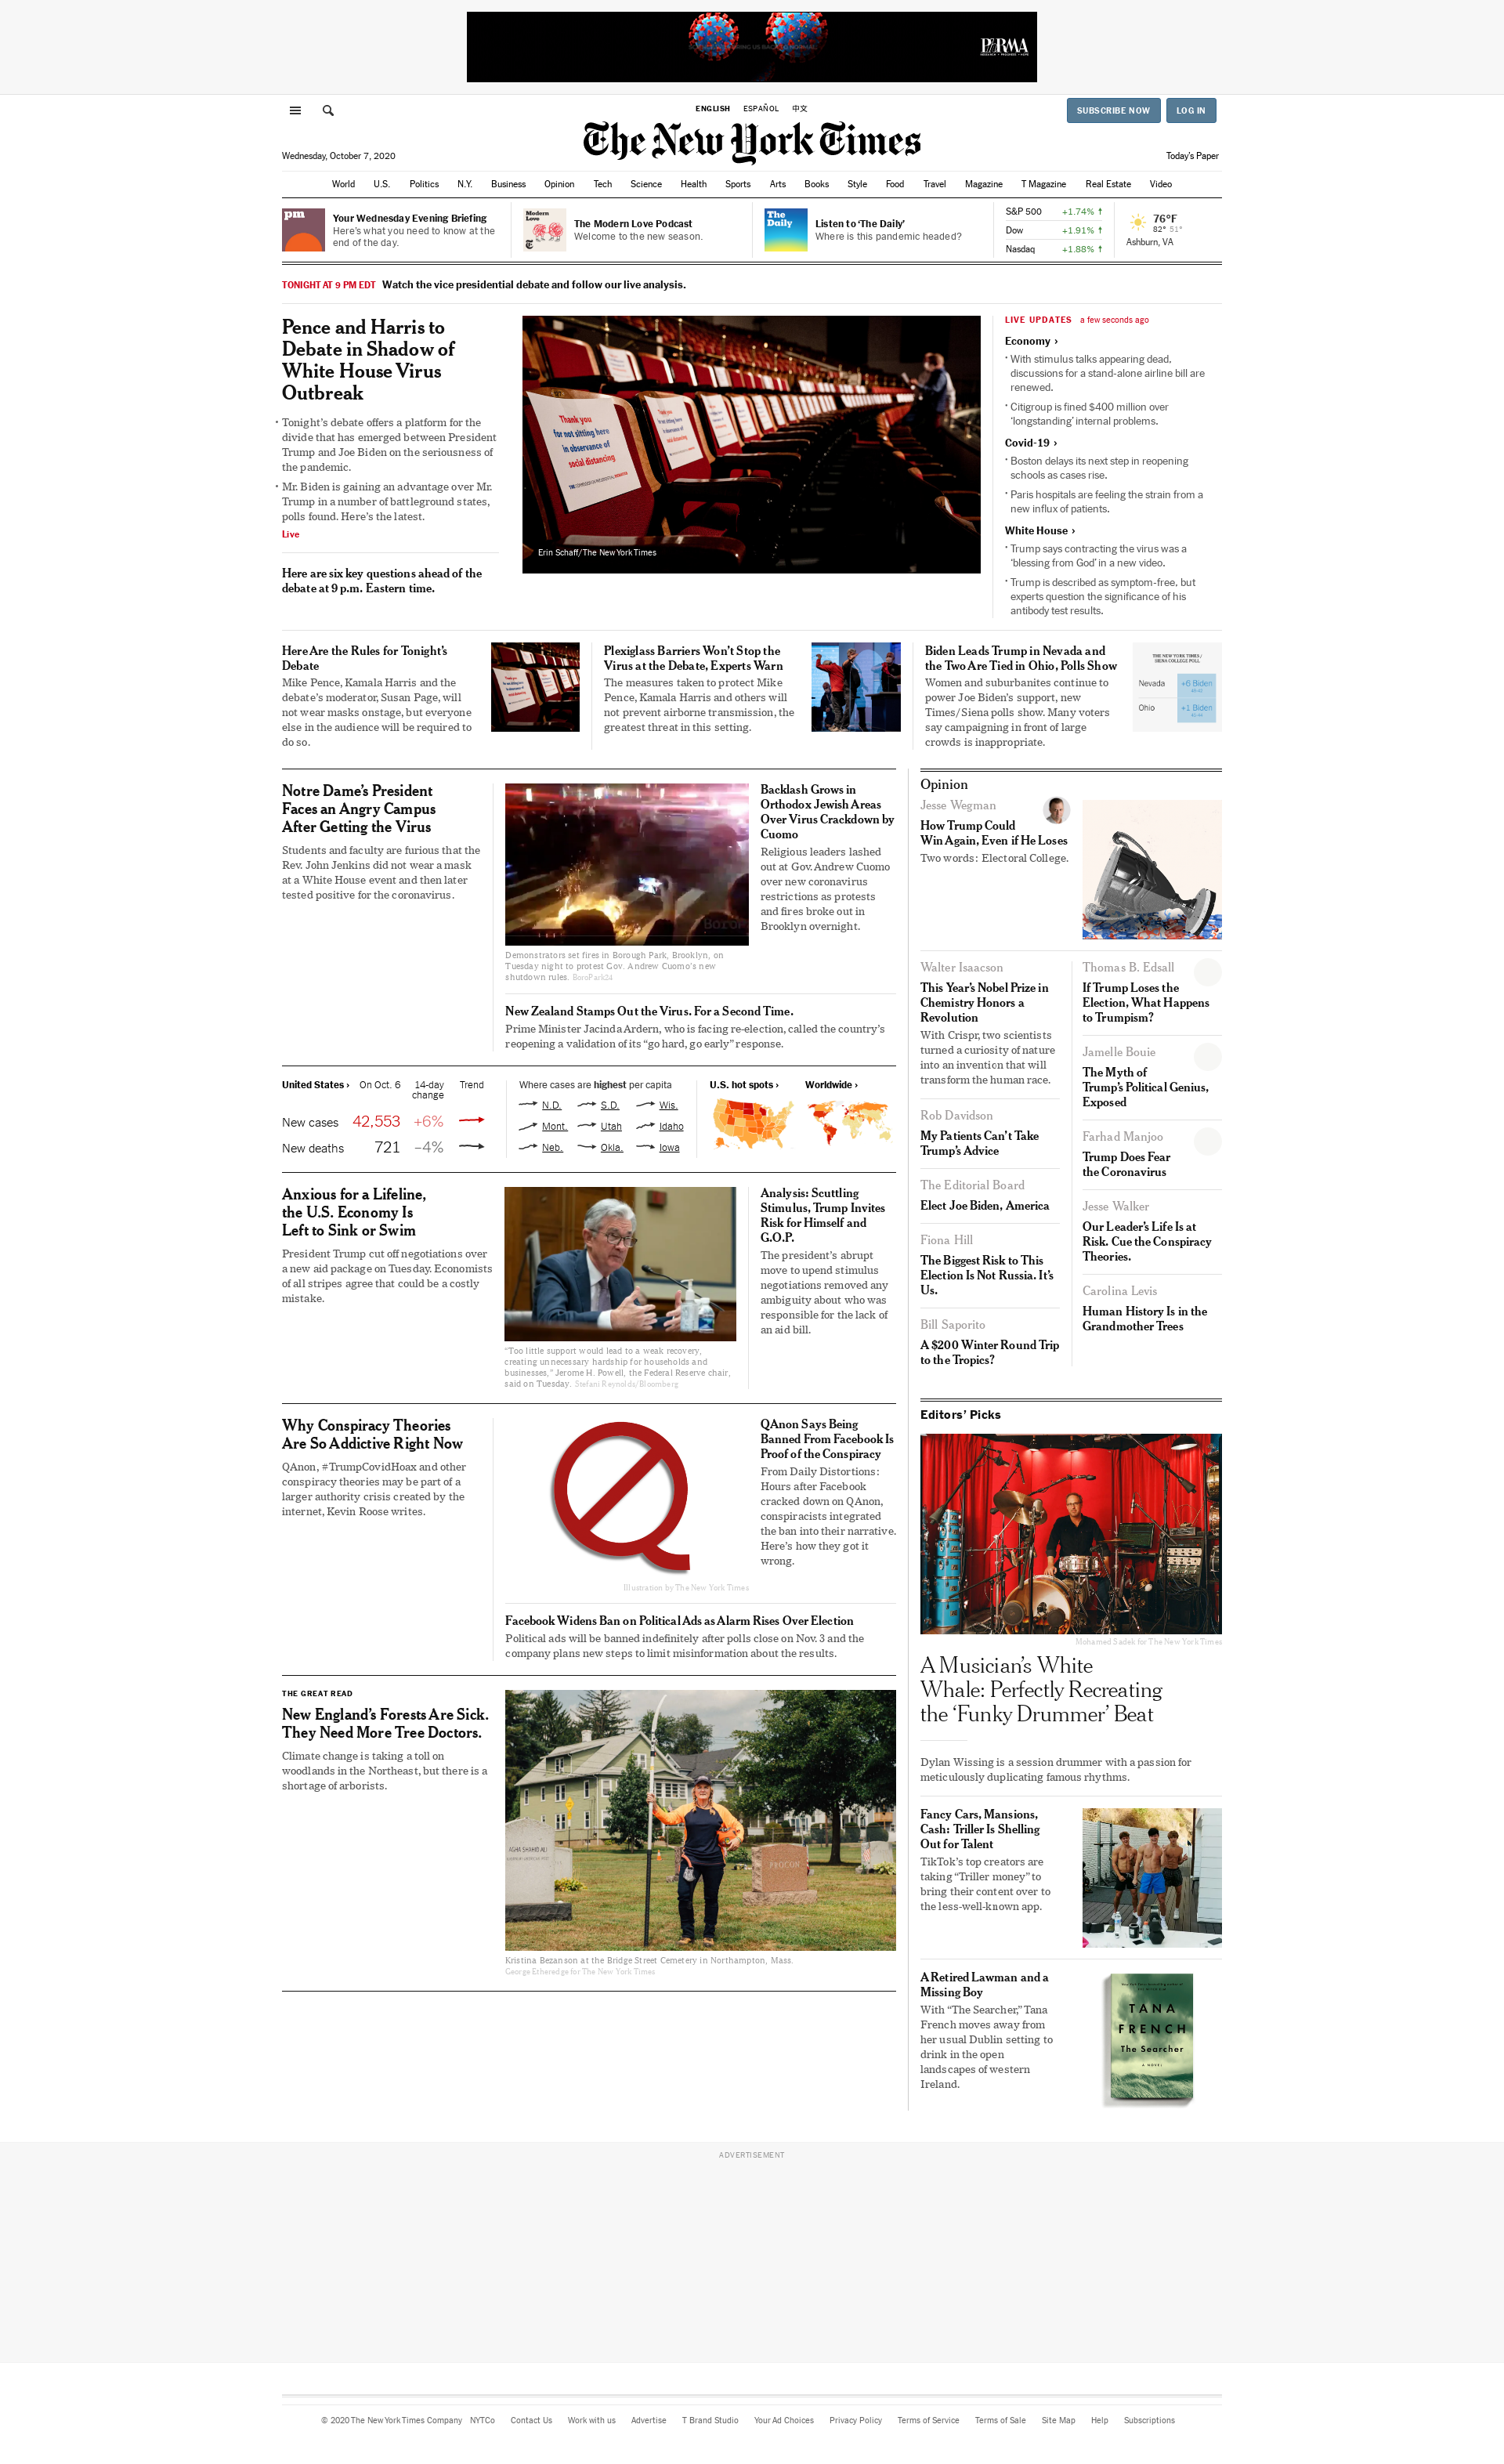 PhRMA
RESEARCH • PROGRESS • HOPE
ENGLISH ESPAÑOL 中文
SUBSCRIBE NOW LOG IN
The New York Times
Wednesday, October 7, 2020
Today's Paper
World U.S. Politics N.Y. Business Opinion Tech Science Health Sports Arts Books Style Food Travel Magazine T Magazine Real Estate Video
pm
Your Wednesday Evening Briefing
Here's what you need to know at the
end of the day.
Modern
Love
The Modern Love Podcast
Welcome to the new season.
The
Daily
Listen to ‘The Daily’
Where is this pandemic headed?
S&P 500 +1.74% ↑
Dow +1.91% ↑
Nasdaq +1.88% ↑
76°F
82° 51°
Ashburn, VA
TONIGHT AT 9 PM EDT Watch the vice presidential debate and follow our live analysis.
Pence and Harris to
Debate in Shadow of
White House Virus
Outbreak
• Tonight’s debate offers a platform for the
divide that has emerged between President
Trump and Joe Biden on the seriousness of
the pandemic.
• Mr. Biden is gaining an advantage over Mr.
Trump in a number of battleground states,
polls found. Here’s the latest.
Live
Here are six key questions ahead of the
debate at 9 p.m. Eastern time.
Thank you
for not sitting here
in observance of
social distancing
Erin Schaff/The New York Times
LIVE UPDATES a few seconds ago
Economy ›
• With stimulus talks appearing dead,
discussions for a stand-alone airline bill are
renewed.
• Citigroup is fined $400 million over
‘longstanding’ internal problems.
Covid-19 ›
• Boston delays its next step in reopening
schools as cases rise.
• Paris hospitals are feeling the strain from a
new influx of patients.
White House ›
• Trump says contracting the virus was a
‘blessing from God’ in a new video.
• Trump is described as symptom-free, but
experts question the significance of his
antibody test results.
Here Are the Rules for Tonight’s
Debate
Mike Pence, Kamala Harris and the
debate’s moderator, Susan Page, will
not wear masks onstage, but everyone
else in the audience will be required to
do so.
Plexiglass Barriers Won’t Stop the
Virus at the Debate, Experts Warn
The measures taken to protect Mike
Pence, Kamala Harris and others will
not prevent airborne transmission, the
greatest threat in this setting.
Biden Leads Trump in Nevada and
the Two Are Tied in Ohio, Polls Show
Women and suburbanites continue to
power Joe Biden’s support, new
Times/Siena polls show. Many voters
say campaigning in front of large
crowds is inappropriate.
THE NEW YORK TIMES /
SIENA COLLEGE POLL
Nevada +6 Biden
Ohio +1 Biden
Notre Dame’s President
Faces an Angry Campus
After Getting the Virus
Students and faculty are furious that the
Rev. John Jenkins did not wear a mask
at a White House event and then later
tested positive for the coronavirus.
Demonstrators set fires in Borough Park, Brooklyn, on
Tuesday night to protest Gov. Andrew Cuomo’s new
shutdown rules. BoroPark24
Backlash Grows in
Orthodox Jewish Areas
Over Virus Crackdown by
Cuomo
Religious leaders lashed
out at Gov. Andrew Cuomo
over new coronavirus
restrictions as protests
and fires broke out in
Brooklyn overnight.
New Zealand Stamps Out the Virus. For a Second Time.
Prime Minister Jacinda Ardern, who is facing re-election, called the country’s
reopening a validation of its “go hard, go early” response.
United States › On Oct. 6 14-day Trend
change
New cases 42,553 +6%
New deaths 721 –4%
Where cases are highest per capita
N.D. S.D. Wis.
Mont. Utah Idaho
Neb. Okla. Iowa
U.S. hot spots › Worldwide ›
Anxious for a Lifeline,
the U.S. Economy Is
Left to Sink or Swim
President Trump cut off negotiations over
a new aid package on Tuesday. Economists
of all stripes agree that could be a costly
mistake.
“Too little support would lead to a weak recovery,
creating unnecessary hardship for households and
businesses,” Jerome H. Powell, the Federal Reserve chair,
said on Tuesday. Stefani Reynolds/Bloomberg
Analysis: Scuttling
Stimulus, Trump Invites
Risk for Himself and
G.O.P.
The president’s abrupt
move to upend stimulus
negotiations removed any
ambiguity about who was
responsible for the lack of
an aid bill.
Why Conspiracy Theories
Are So Addictive Right Now
QAnon, #TrumpCovidHoax and other
conspiracy theories may be part of a
larger authority crisis created by the
internet, Kevin Roose writes.
Illustration by The New York Times
QAnon Says Being
Banned From Facebook Is
Proof of the Conspiracy
From Daily Distortions:
Hours after Facebook
cracked down on QAnon,
conspiracists integrated
the ban into their narrative.
Here’s how they got it
wrong.
Facebook Widens Ban on Political Ads as Alarm Rises Over Election
Political ads will be banned indefinitely after polls close on Nov. 3 and the
company plans new steps to limit misinformation about the results.
THE GREAT READ
New England’s Forests Are Sick.
They Need More Tree Doctors.
Climate change is taking a toll on
woodlands in the Northeast, but there is a
shortage of arborists.
AGHA SHAHID ALI
PROCON
Kristina Bezanson at the Bridge Street Cemetery in Northampton, Mass.
George Etheredge for The New York Times
Opinion
Jesse Wegman
How Trump Could
Win Again, Even if He Loses
Two words: Electoral College.
Walter Isaacson
This Year’s Nobel Prize in
Chemistry Honors a
Revolution
With Crispr, two scientists
turned a curiosity of nature
into an invention that will
transform the human race.
Rob Davidson
My Patients Can’t Take
Trump’s Advice
The Editorial Board
Elect Joe Biden, America
Fiona Hill
The Biggest Risk to This
Election Is Not Russia. It’s
Us.
Bill Saporito
A $200 Winter Round Trip
to the Tropics?
Thomas B. Edsall
If Trump Loses the
Election, What Happens
to Trumpism?
Jamelle Bouie
The Myth of
Trump’s Political Genius,
Exposed
Farhad Manjoo
Trump Does Fear
the Coronavirus
Jesse Walker
Our Leader’s Life Is at
Risk. Cue the Conspiracy
Theories.
Carolina Levis
Human History Is in the
Grandmother Trees
Editors’ Picks
Mohamed Sadek for The New York Times
A Musician’s White
Whale: Perfectly Recreating
the ‘Funky Drummer’ Beat
Dylan Wissing is a session drummer with a passion for
meticulously duplicating famous rhythms.
Fancy Cars, Mansions,
Cash: Triller Is Shelling
Out for Talent
TikTok’s top creators are
taking “Triller money” to
bring their content over to
the less-well-known app.
A Retired Lawman and a
Missing Boy
With “The Searcher,” Tana
French moves away from
her usual Dublin setting to
drink in the open
landscapes of western
Ireland.
TANA
FRENCH
The Searcher
A NOVEL
ADVERTISEMENT
© 2020 The New York Times Company NYTCo Contact Us Work with us Advertise T Brand Studio Your Ad Choices Privacy Policy Terms of Service Terms of Sale Site Map Help Subscriptions